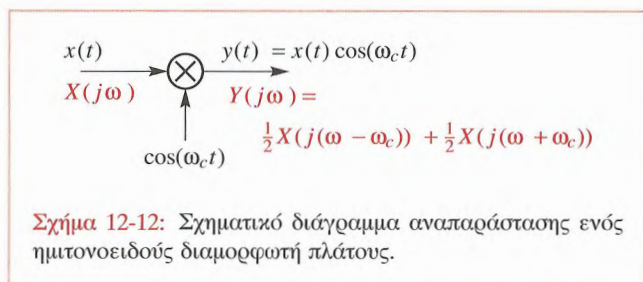 x(t)
y(t) = x(t) cos(ω_c t)
X(jω)
Y(jω) =
½X(j(ω − ω_c)) + ½X(j(ω + ω_c))
cos(ω_c t)
Σχήμα 12-12: Σχηματικό διάγραμμα αναπαράστασης ενός
ημιτονοειδούς διαμορφωτή πλάτους.